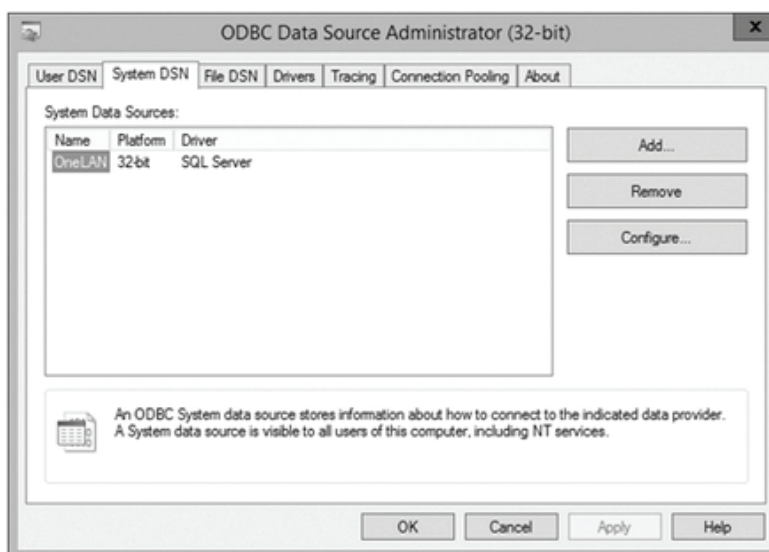 ODBC Data Source Administrator (32-bit)
x
User DSN System DSN File DSN Drivers Tracing Connection Pooling About
System Data Sources:
Name Platform Driver
OneLAN 32-bit SQL Server
Add...
Remove
Configure...
An ODBC System data source stores information about how to connect to the indicated data provider.
A System data source is visible to all users of this computer, including NT services.
OK Cancel Apply Help